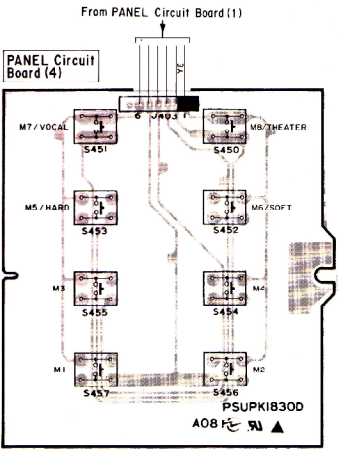 From PANEL Circuit Board (1)
PANEL Circuit
Board (4)
YE
6 J403 1
M7/VOCAL
M8/THEATER
S451
S450
M5/HARD
M6/SOFT
S453
S452
M3
M4
S455
S454
M1
M2
S457
S456
PSUPK1830D
A08